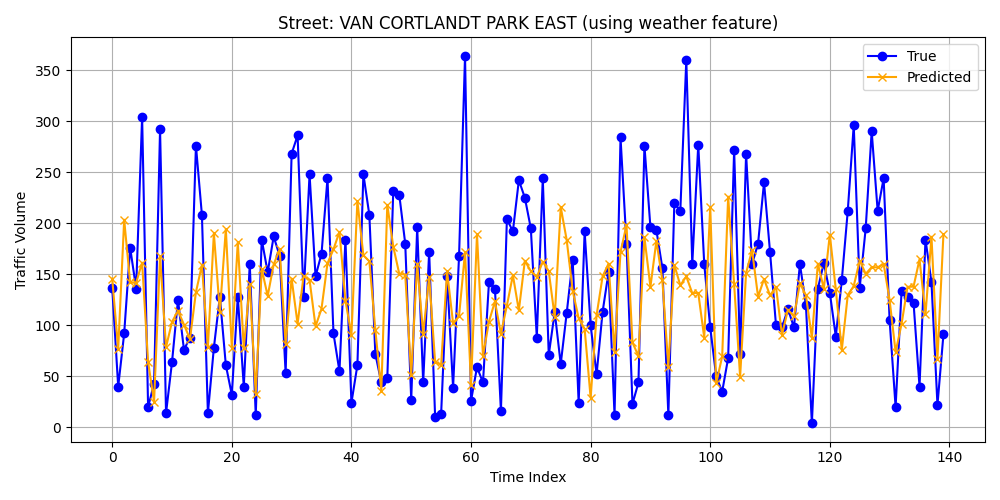 Street: VAN CORTLANDT PARK EAST (using weather feature)
True
Predicted
Traffic Volume
350
300
250
200
150
100
50
0
0 20 40 60 80 100 120 140
Time Index